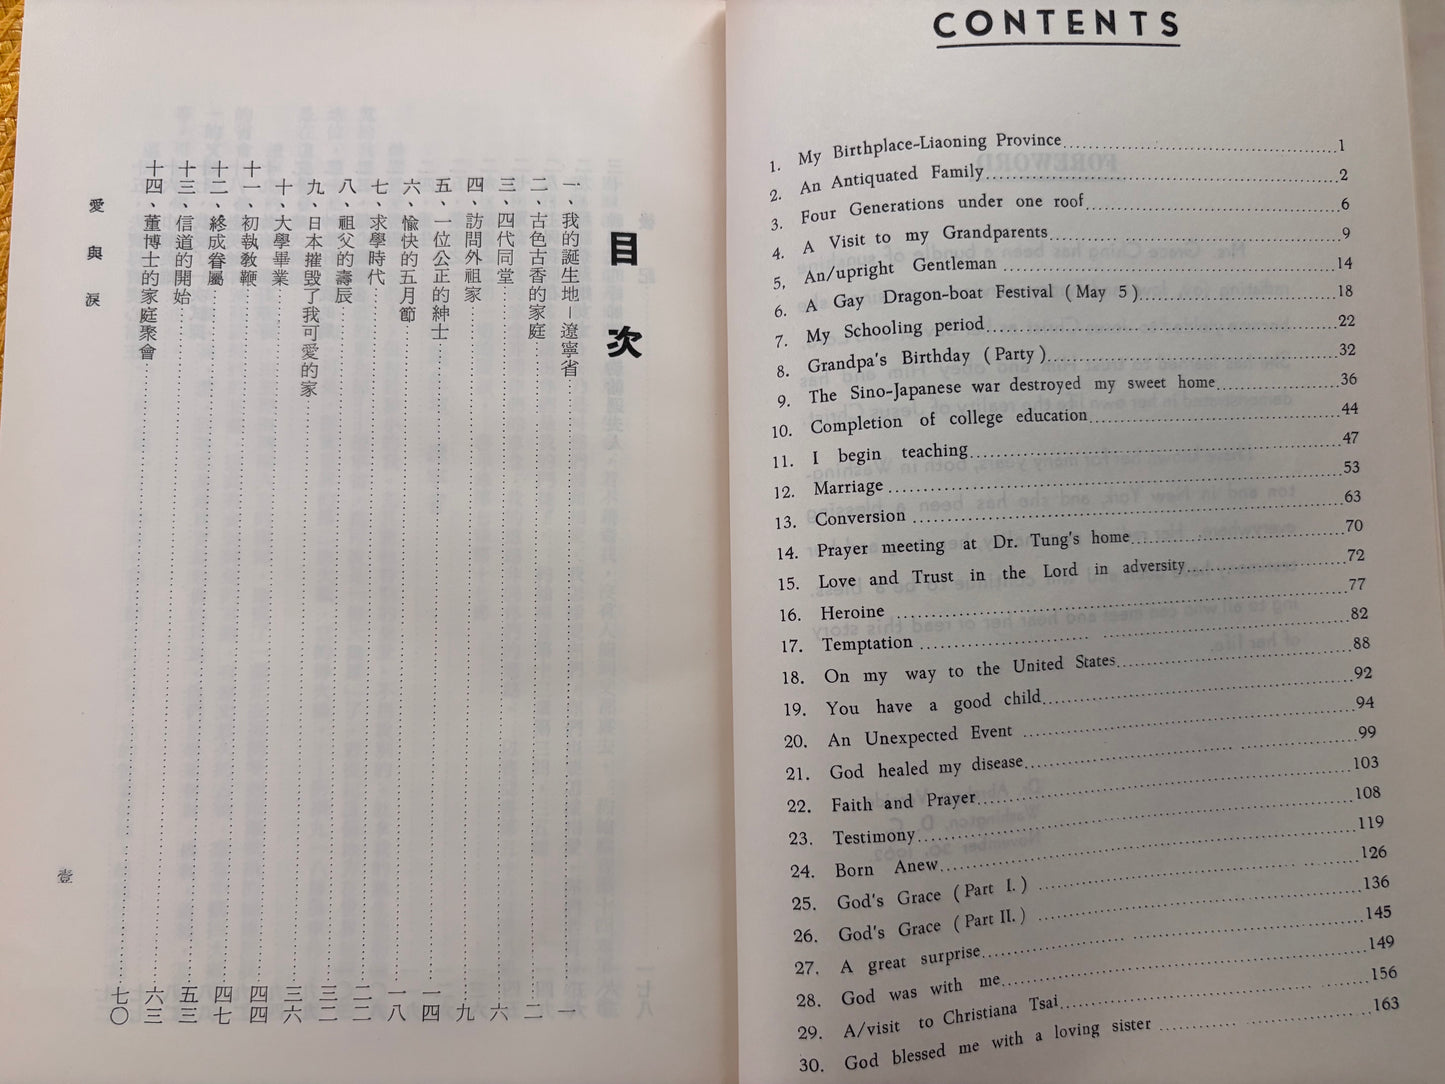 目次
一、我的誕生地－遼寧省……一
二、古色古香的家庭……二
三、四代同堂……六
四、訪問外祖家……九
五、一位公正的紳士……一四
六、愉快的五月節……一八
七、求學時代……二二
八、祖父的壽辰……三二
九、日本摧毀了我可愛的家……三六
十、大學畢業……四四
十一、初執教鞭……四七
十二、終成眷屬……五三
十三、信道的開始……六三
十四、董博士的家庭聚會……七〇
愛與淚
壹
CONTENTS
1. My Birthplace-Liaoning Province……1
2. An Antiquated Family……2
3. Four Generations under one roof……6
4. A Visit to my Grandparents……9
5, An/upright Gentleman……14
6. A Gay Dragon-boat Festival (May 5)……18
7. My Schooling period……22
8. Grandpa's Birthday (Party)……32
9. The Sino-Japanese war destroyed my sweet home……36
10. Completion of college education……44
11. I begin teaching……47
12. Marriage……53
13. Conversion……63
14. Prayer meeting at Dr. Tung's home……70
15. Love and Trust in the Lord in adversity……72
16. Heroine……77
17. Temptation……82
18. On my way to the United States……88
19. You have a good child……92
20. An Unexpected Event……94
21. God healed my disease……99
22. Faith and Prayer……103
23. Testimony……108
24. Born Anew……119
25. God's Grace (Part I.)……126
26. God's Grace (Part II.)……136
27. A great surprise……145
28. God was with me……149
29. A/visit to Christiana Tsai……156
30. God blessed me with a loving sister……163